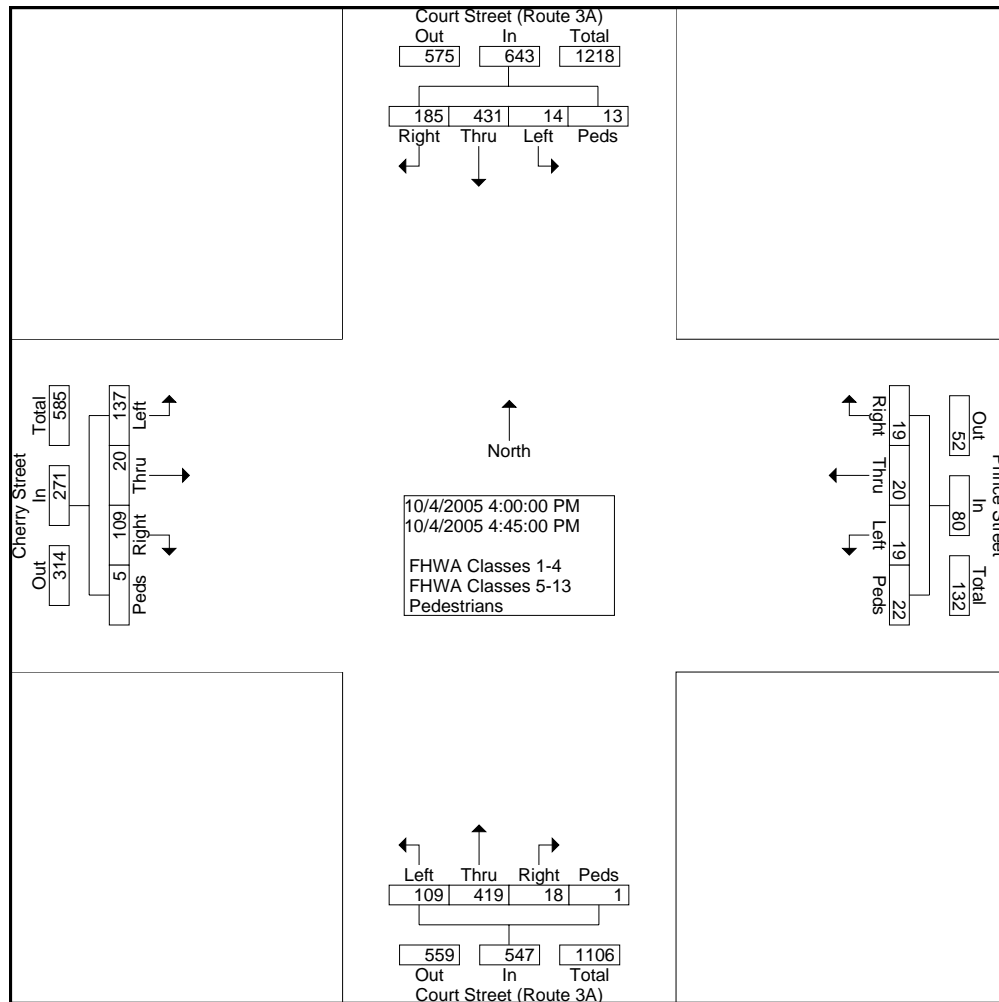 Court Street (Route 3A)
Out In Total
575 643 1218
185 431 14 13
Right Thru Left Peds
Cherry Street
Total In Out
585 271 314
137 20 109 5
Left Thru Right Peds
North
10/4/2005 4:00:00 PM
10/4/2005 4:45:00 PM
FHWA Classes 1-4
FHWA Classes 5-13
Pedestrians
Right Thru Left Peds
19 20 19 22
Out In Total
52 80 132
Prince Street
Left Thru Right Peds
109 419 18 1
559 547 1106
Out In Total
Court Street (Route 3A)